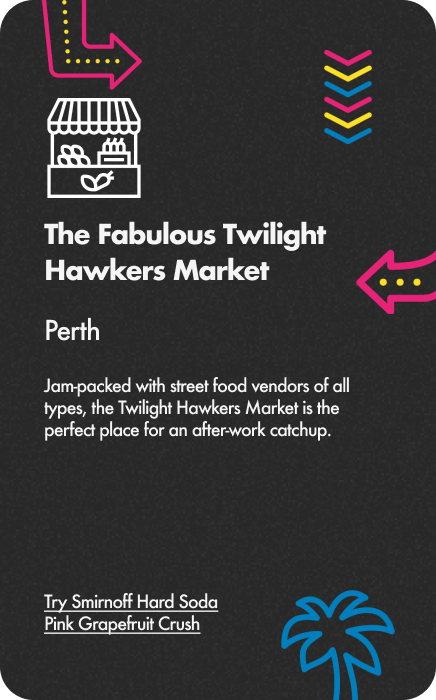 The Fabulous Twilight
Hawkers Market
Perth
Jam-packed with street food vendors of all
types, the Twilight Hawkers Market is the
perfect place for an after-work catchup.
Try Smirnoff Hard Soda
Pink Grapefruit Crush